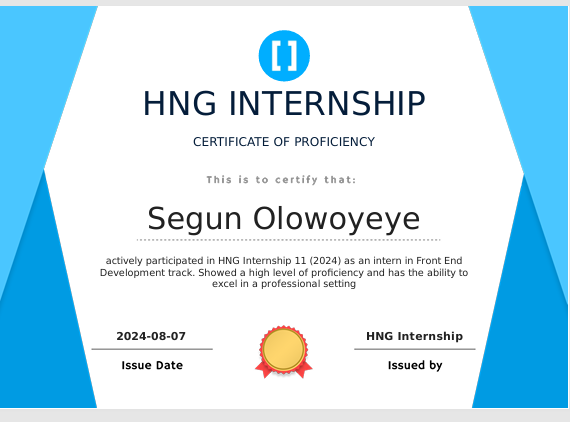 HNG INTERNSHIP
CERTIFICATE OF PROFICIENCY
This is to certify that:
Segun Olowoyeye
actively participated in HNG Internship 11 (2024) as an intern in Front End
Development track. Showed a high level of proficiency and has the ability to
excel in a professional setting
2024-08-07
HNG Internship
Issue Date
Issued by